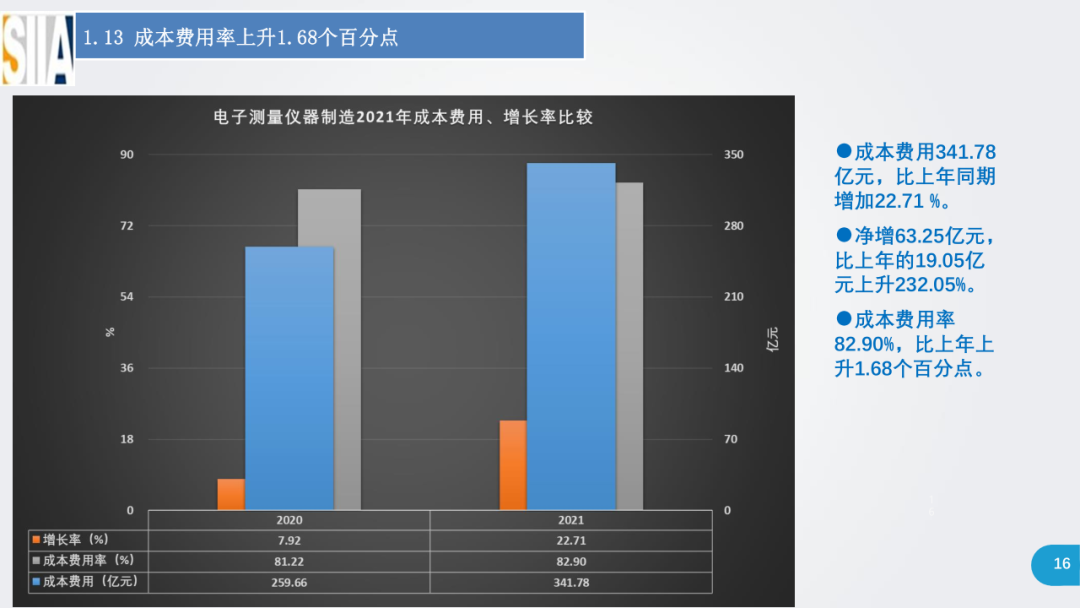 SIIA
1.13 成本费用率上升1.68个百分点
电子测量仪器制造2021年成本费用、增长率比较
90
72
54
36
18
0
%
350
280
210
140
70
0
亿元
2020 2021
增长率（%） 7.92 22.71
成本费用率（%） 81.22 82.90
成本费用（亿元） 259.66 341.78
●成本费用341.78
亿元，比上年同期
增加22.71 %。
●净增63.25亿元，
比上年的19.05亿
元上升232.05%。
●成本费用率
82.90%，比上年上
升1.68个百分点。
16